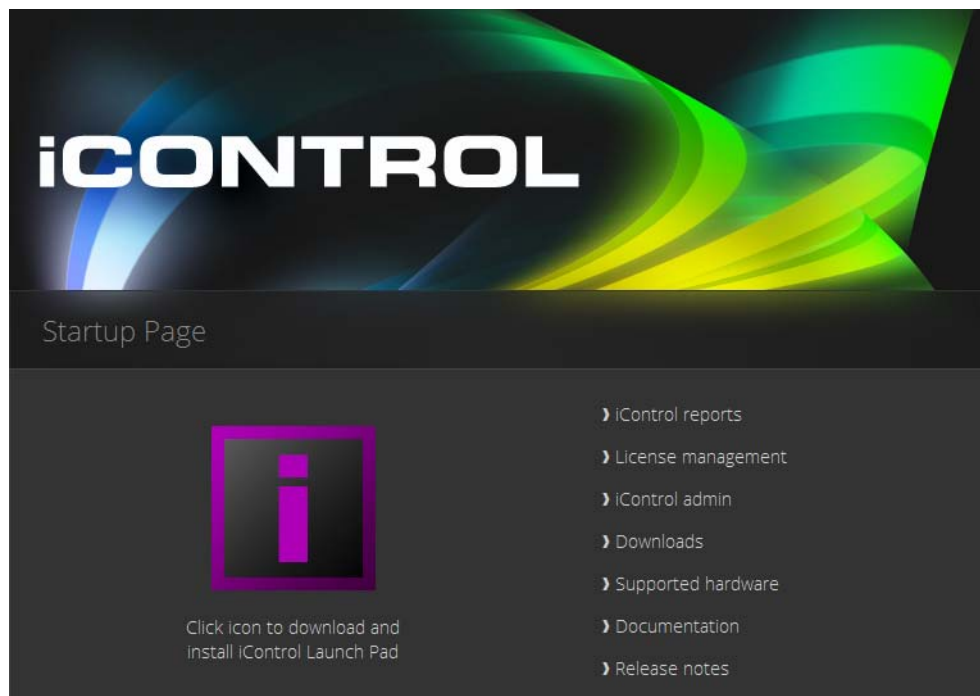 iCONTROL
Startup Page
i
Click icon to download and
install iControl Launch Pad
iControl reports
License management
iControl admin
Downloads
Supported hardware
Documentation
Release notes